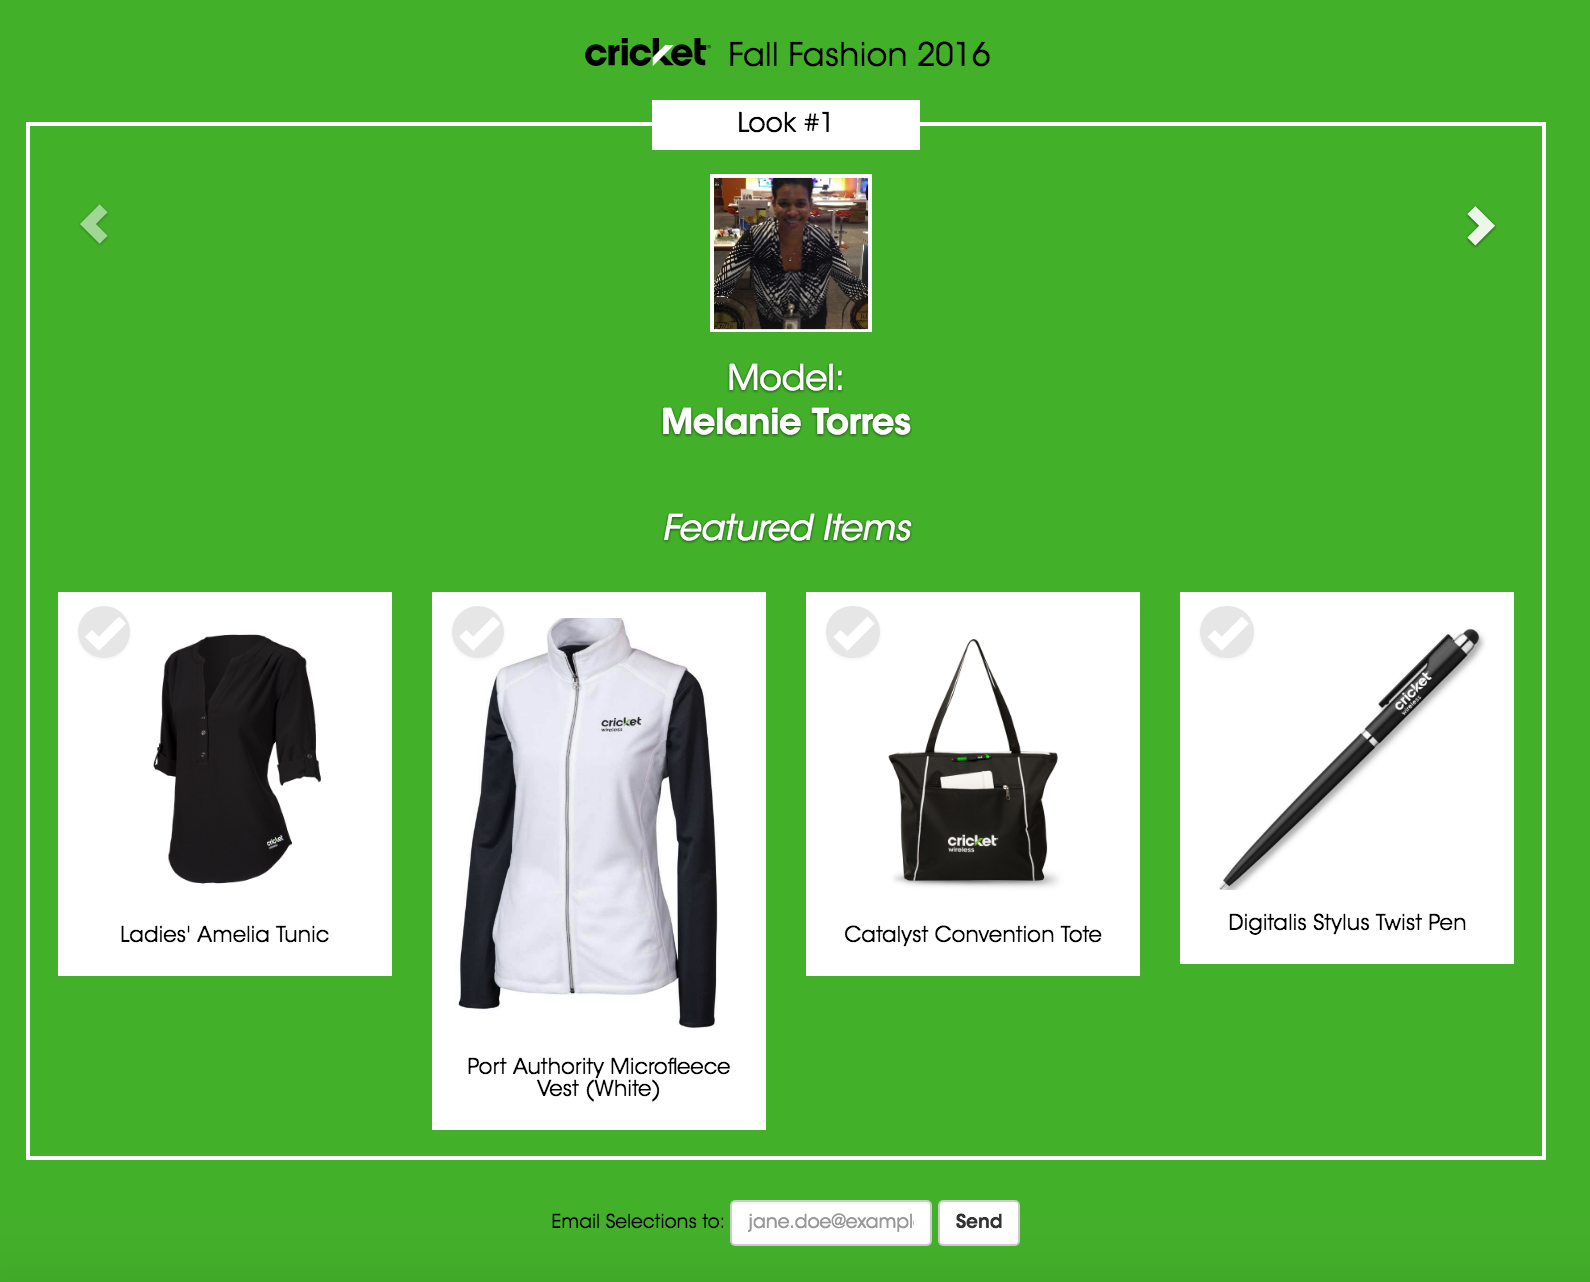 cricket Fall Fashion 2016
Look #1
Model:
Melanie Torres
Featured Items
cricket
wireless
Ladies' Amelia Tunic
cricket
wireless
Port Authority Microfleece
Vest (White)
cricket
wireless
Catalyst Convention Tote
cricket
wireless
Digitalis Stylus Twist Pen
Email Selections to: jane.doe@exampl Send